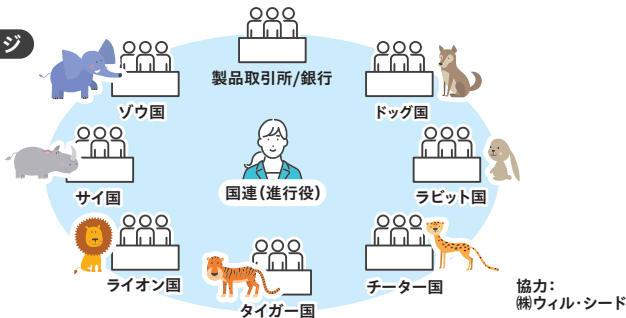 ジ
製品取引所/銀行
ゾウ国
ドッグ国
サイ国
国連(進行役)
ラビット国
ライオン国
タイガー国
チーター国
協力:
㈱ウィル・シード